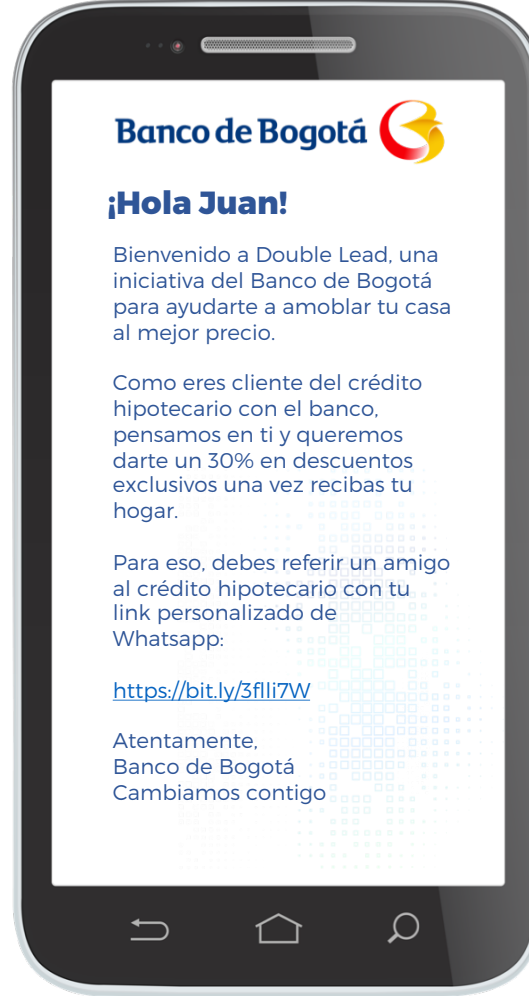 Banco de Bogotá
¡Hola Juan!
Bienvenido a Double Lead, una
iniciativa del Banco de Bogotá
para ayudarte a amoblar tu casa
al mejor precio.
Como eres cliente del crédito
hipotecario con el banco,
pensamos en ti y queremos
darte un 30% en descuentos
exclusivos una vez recibas tu
hogar.
Para eso, debes referir un amigo
al crédito hipotecario con tu
link personalizado de
Whatsapp:
https://bit.ly/3flli7W
Atentamente,
Banco de Bogotá
Cambiamos contigo